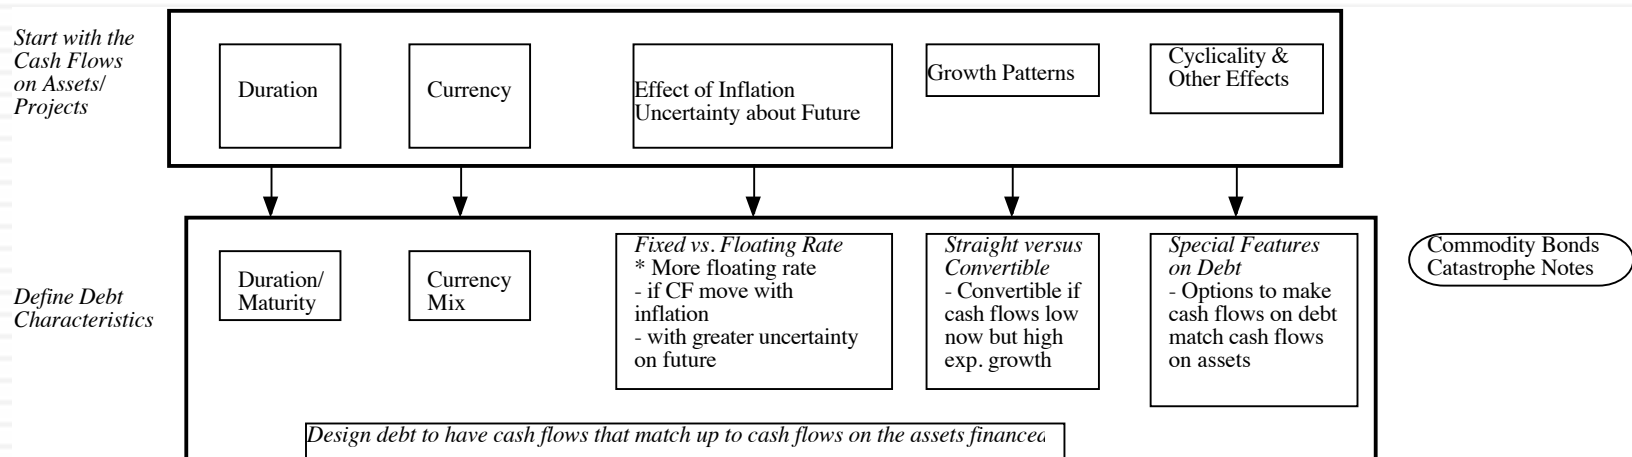 Start with the
Cash Flows
on Assets/
Projects
Duration
Currency
Effect of Inflation
Uncertainty about Future
Growth Patterns
Cyclicality &
Other Effects
Define Debt
Characteristics
Duration/
Maturity
Currency
Mix
Fixed vs. Floating Rate
* More floating rate
- if CF move with
inflation
- with greater uncertainty
on future
Straight versus
Convertible
- Convertible if
cash flows low
now but high
exp. growth
Special Features
on Debt
- Options to make
cash flows on debt
match cash flows
on assets
Commodity Bonds
Catastrophe Notes
Design debt to have cash flows that match up to cash flows on the assets financed